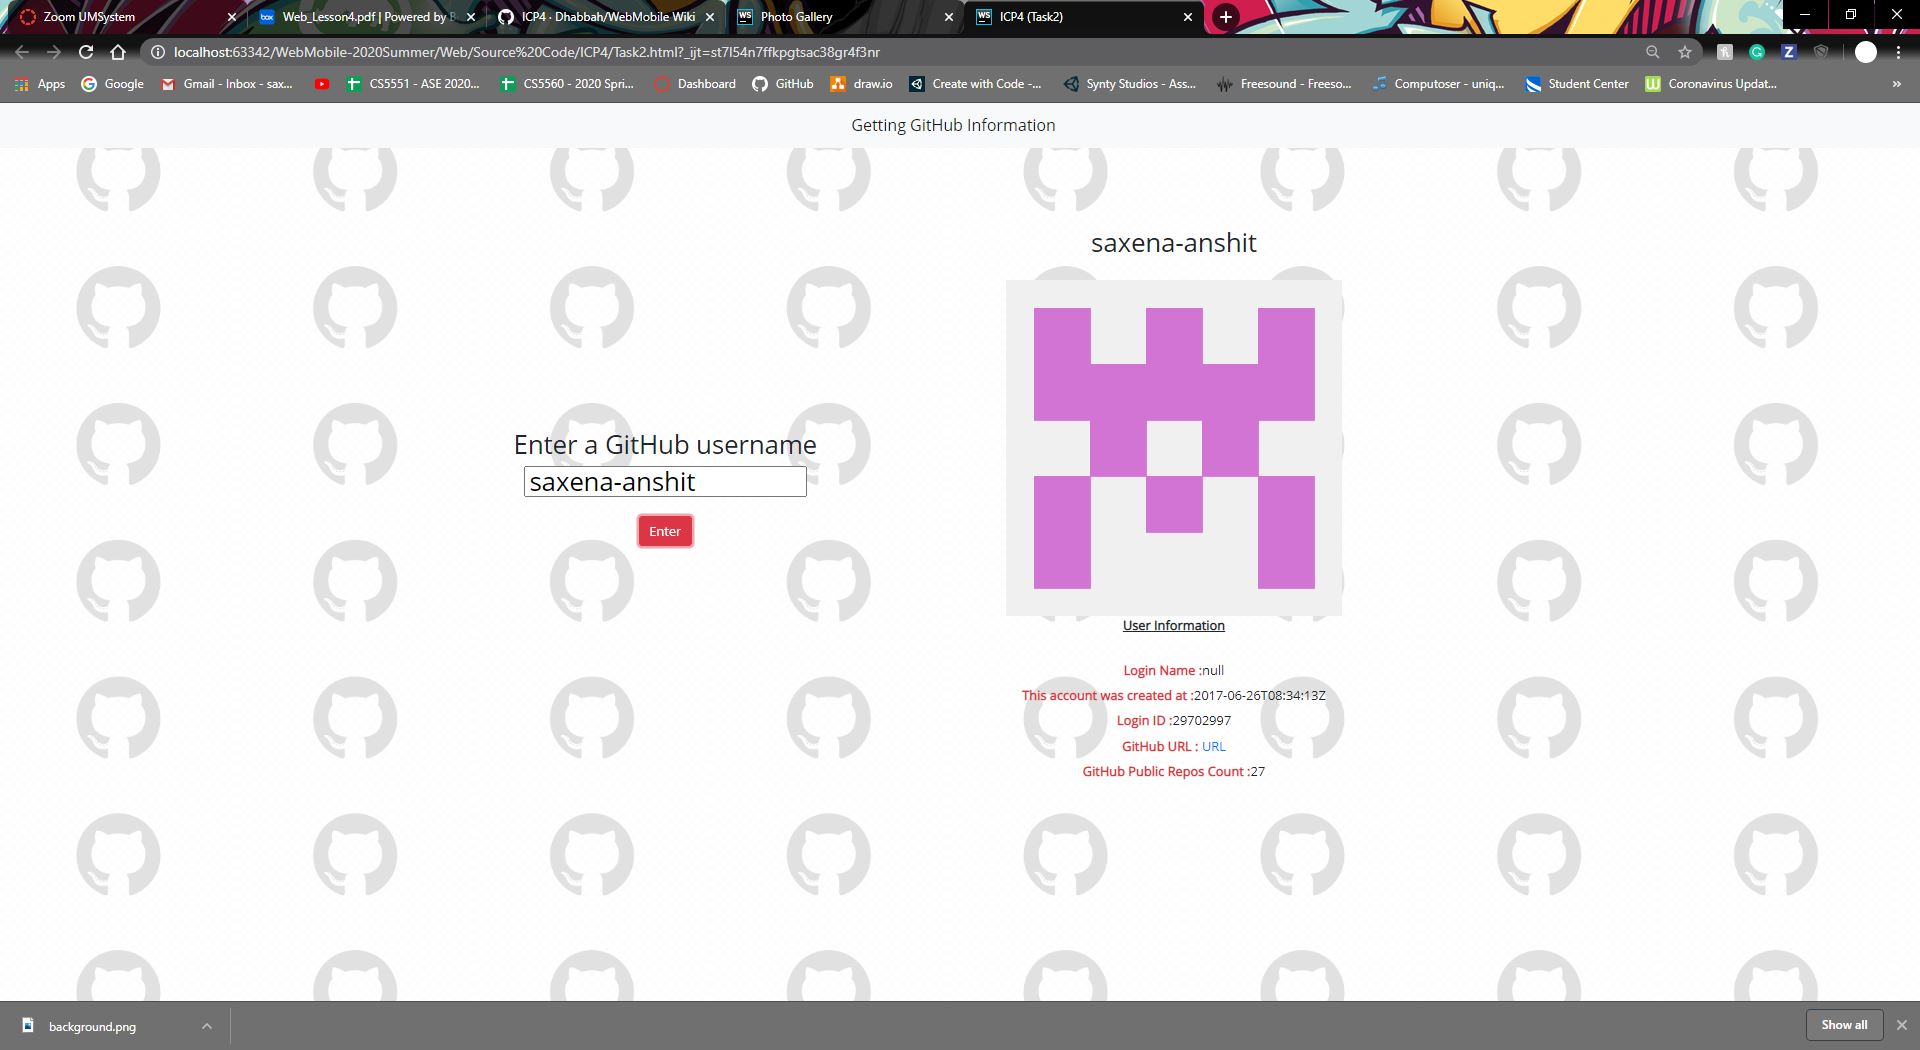 Zoom UMSystem
Web_Lesson4.pdf | Powered by B
ICP4 · Dhabbah/WebMobile Wiki
Photo Gallery
ICP4 (Task2)
localhost:63342/WebMobile-2020Summer/Web/Source%20Code/ICP4/Task2.html?_ijt=st7l54n7ffkpgtsac38gr4f3nr
Apps
Google
Gmail - Inbox - sax...
CS5551 - ASE 2020...
CS5560 - 2020 Spri...
Dashboard
GitHub
draw.io
Create with Code -...
Synty Studios - Ass...
Freesound - Freeso...
Computoser - uniq...
Student Center
Coronavirus Updat...
»
Getting GitHub Information
saxena-anshit
Enter a GitHub username
saxena-anshit
Enter
User Information
Login Name :null
This account was created at :2017-06-26T08:34:13Z
Login ID :29702997
GitHub URL : URL
GitHub Public Repos Count :27
background.png
Show all